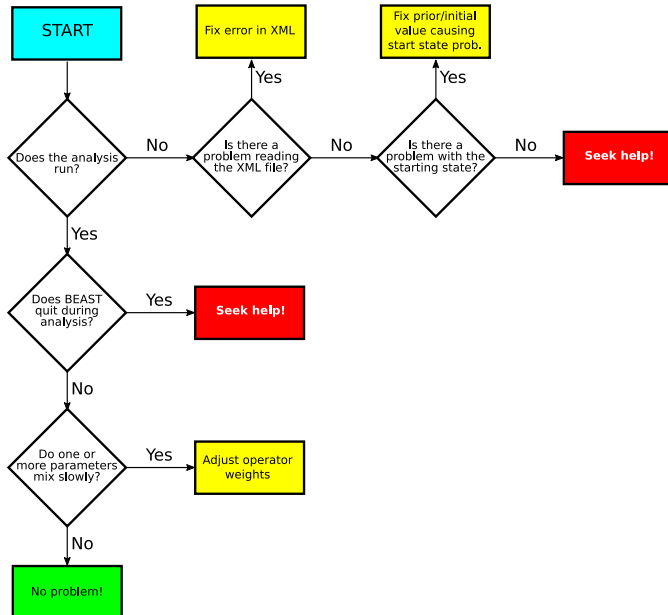 START
Fix error in XML
Fix prior/initial
value causing
start state prob.
Yes
Yes
Does the analysis
run?
No
Is there a
problem reading
the XML file?
No
Is there a
problem with the
starting state?
No
Seek help!
Yes
Does BEAST
quit during
analysis?
Yes
Seek help!
No
Do one or
more parameters
mix slowly?
Yes
Adjust operator
weights
No
No problem!